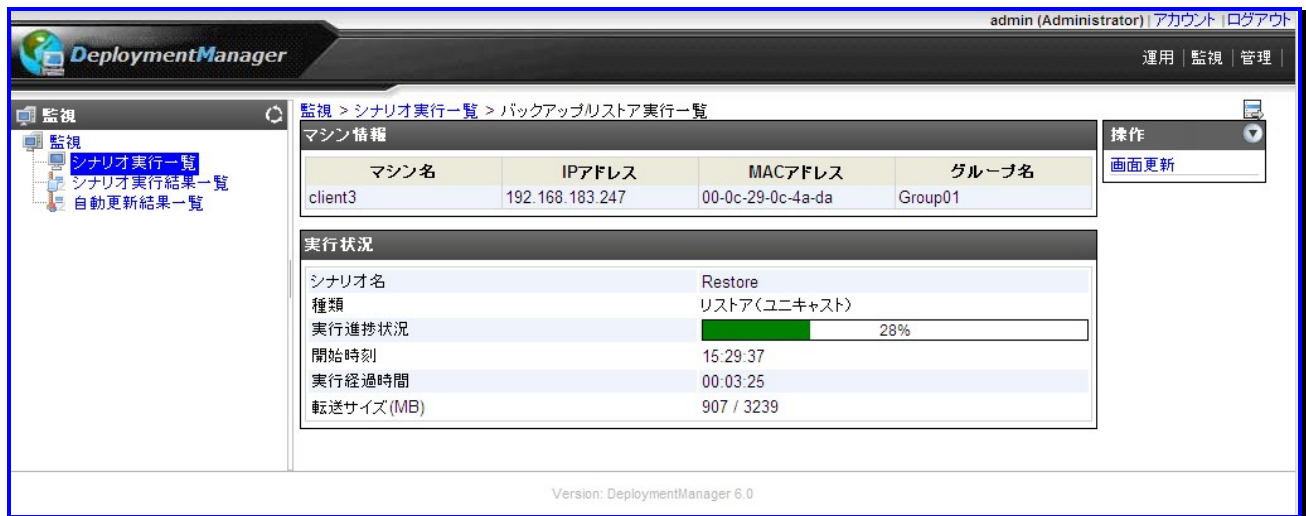 admin (Administrator) | アカウント | ログアウト
DeploymentManager
運用 | 監視 | 管理 |
監視
監視
シナリオ実行一覧
シナリオ実行結果一覧
自動更新結果一覧
監視 > シナリオ実行一覧 > バックアップ/リストア実行一覧
マシン情報
マシン名 IPアドレス MACアドレス グループ名
client3 192.168.183.247 00-0c-29-0c-4a-da Group01
実行状況
シナリオ名 Restore
種類 リストア(ユニキャスト)
実行進捗状況 28%
開始時刻 15:29:37
実行経過時間 00:03:25
転送サイズ(MB) 907 / 3239
操作
画面更新
Version: DeploymentManager 6.0